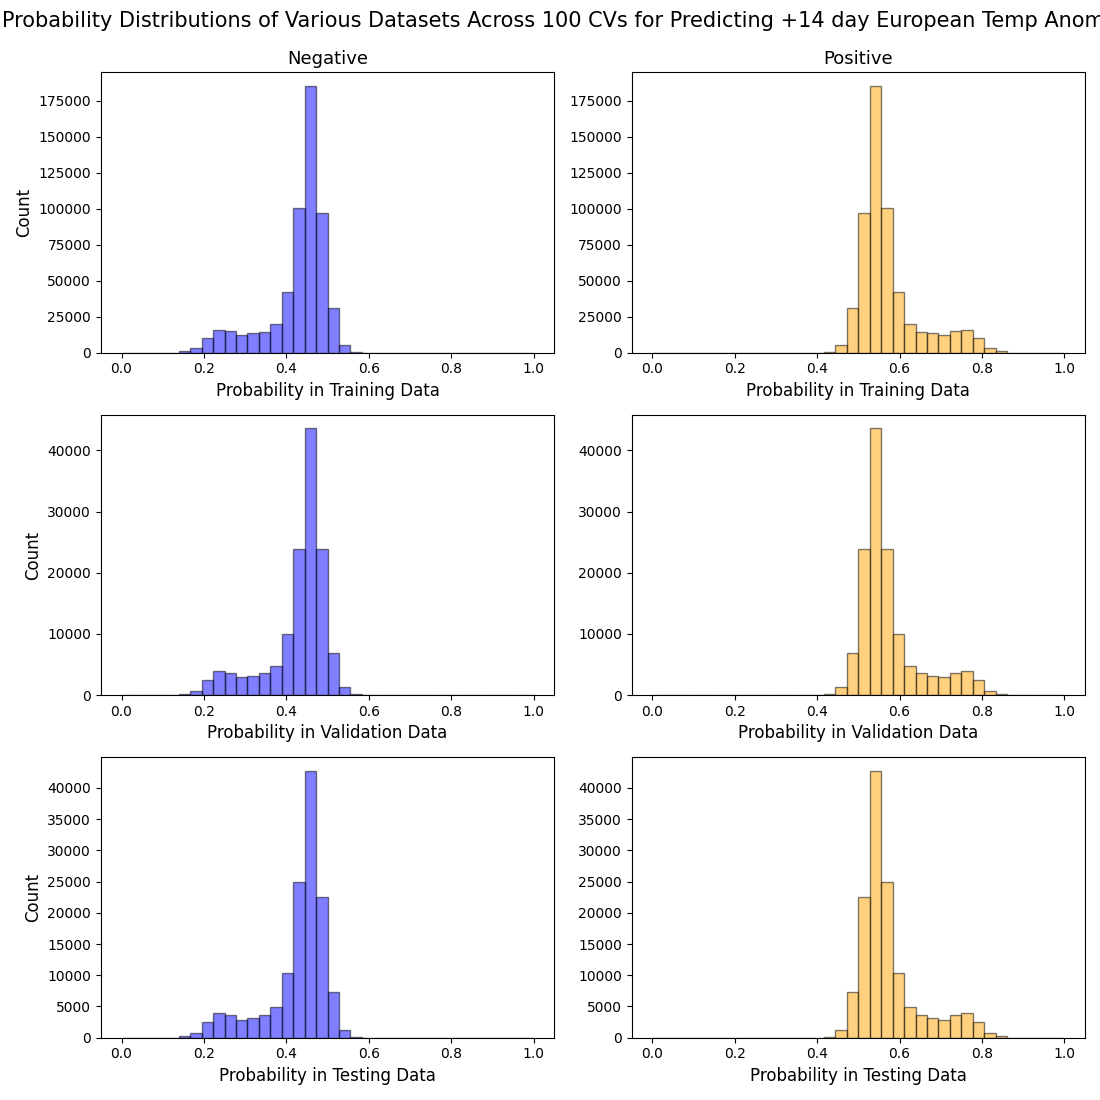 Probability Distributions of Various Datasets Across 100 CVs for Predicting +14 day European Temp Anom
Negative
Positive
175000
150000
125000
100000
75000
50000
25000
0
Count
0.0 0.2 0.4 0.6 0.8 1.0
Probability in Training Data
175000
150000
125000
100000
75000
50000
25000
0
0.0 0.2 0.4 0.6 0.8 1.0
Probability in Training Data
40000
30000
20000
10000
0
Count
0.0 0.2 0.4 0.6 0.8 1.0
Probability in Validation Data
40000
30000
20000
10000
0
0.0 0.2 0.4 0.6 0.8 1.0
Probability in Validation Data
40000
35000
30000
25000
20000
15000
10000
5000
0
Count
0.0 0.2 0.4 0.6 0.8 1.0
Probability in Testing Data
40000
35000
30000
25000
20000
15000
10000
5000
0
0.0 0.2 0.4 0.6 0.8 1.0
Probability in Testing Data